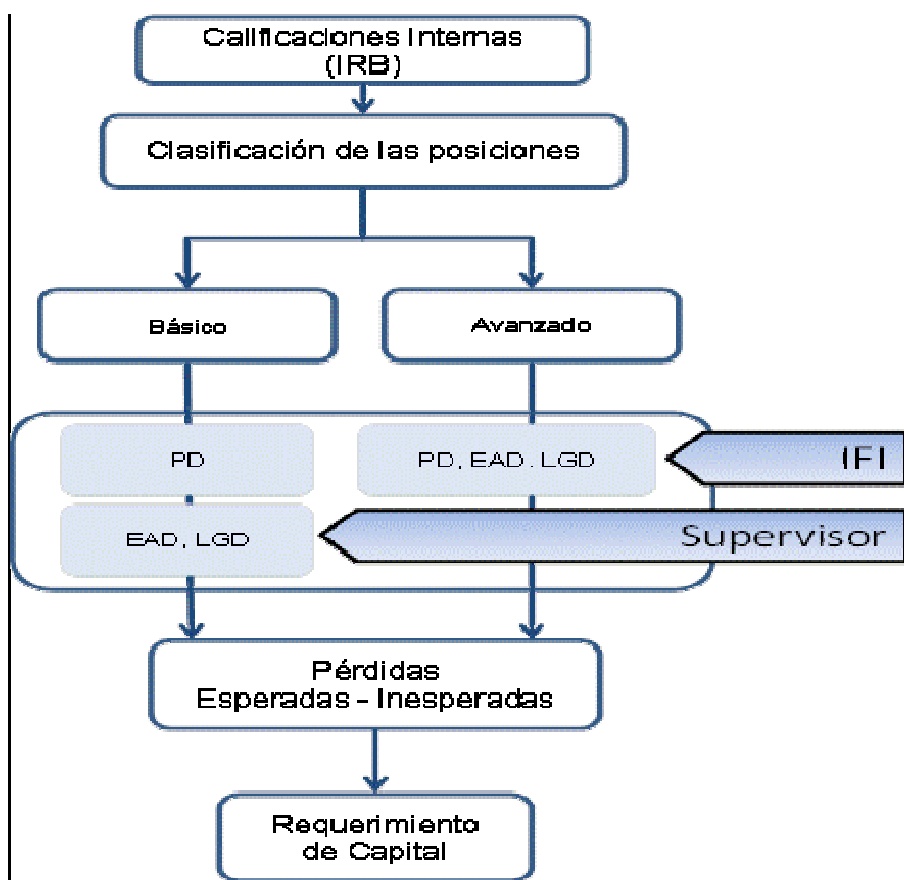 Calificaciones Internas
(IRB)
Clasificación de las posiciones
Básico
Avanzado
PD
PD, EAD. LGD
IFI
EAD, LGD
Supervisor
Pérdidas
Esperadas - Inesperadas
Requerimiento
de Capital